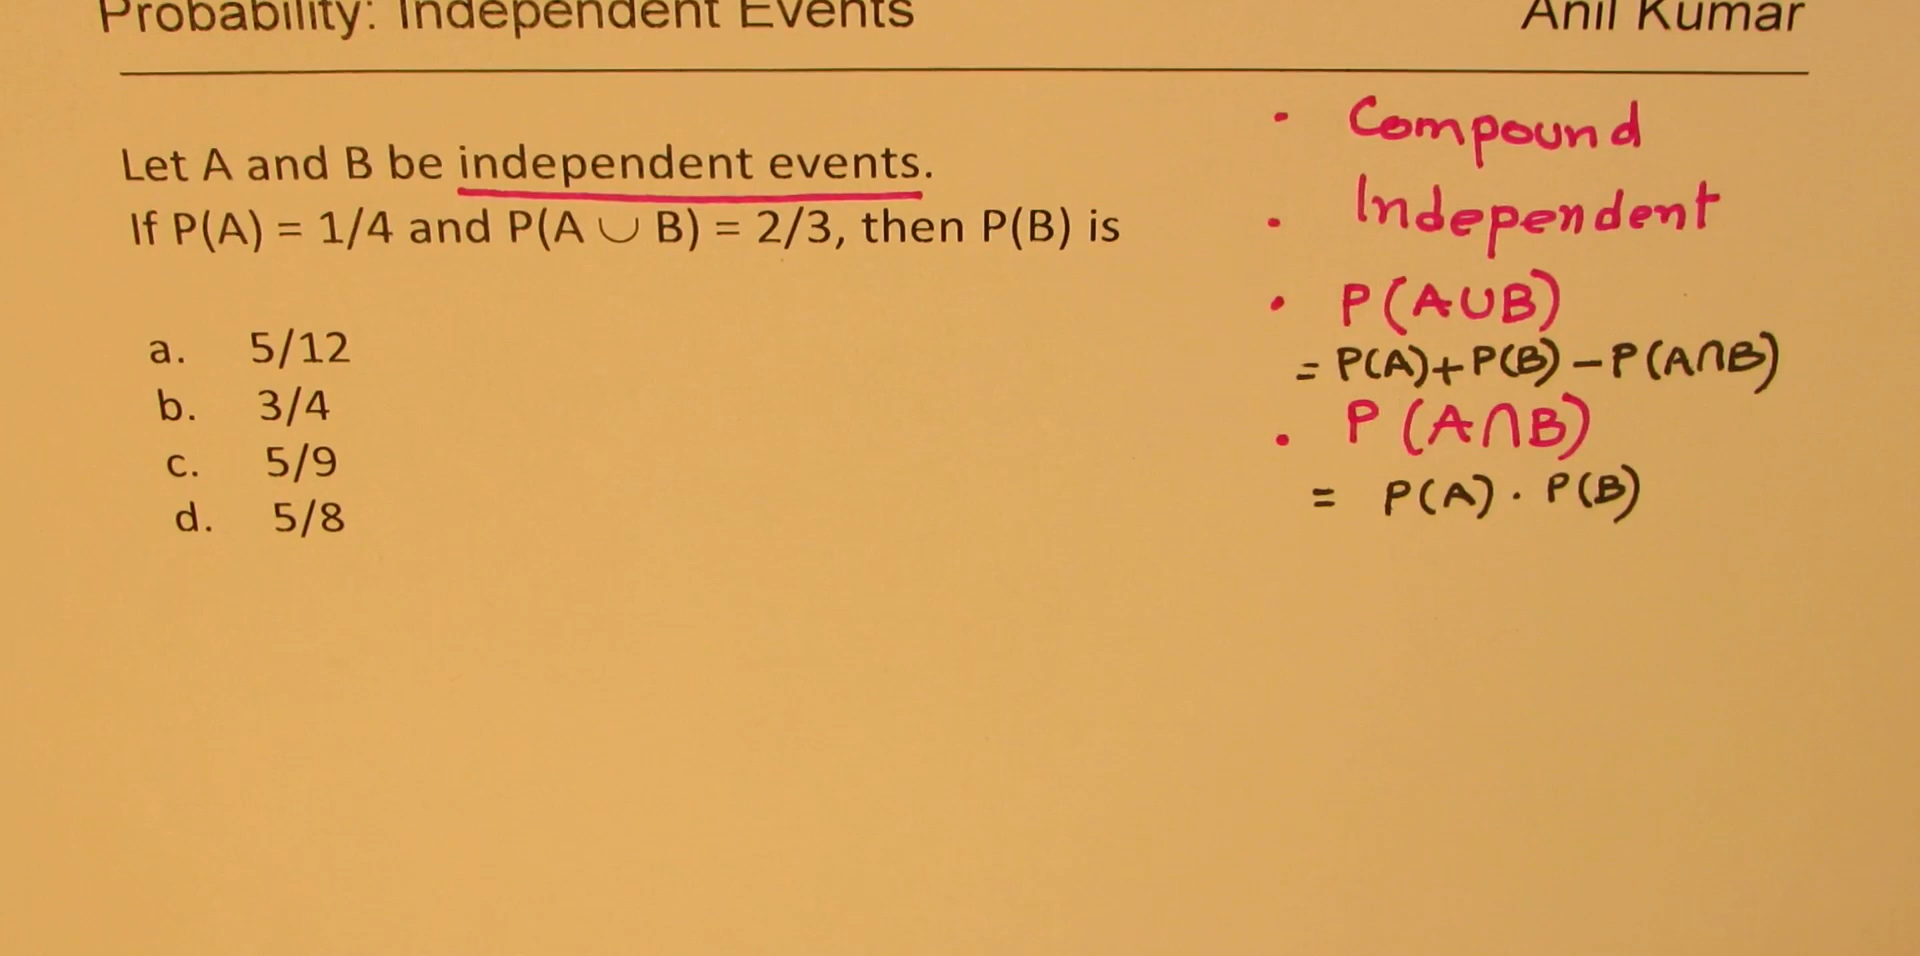 Probability: Independent Events
Anil Kumar
Let A and B be independent events.
If P(A) = 1/4 and P(A ∪ B) = 2/3, then P(B) is
a. 5/12
b. 3/4
c. 5/9
d. 5/8
• Compound
• Independent
• P(A∪B)
= P(A)+P(B)-P(A∩B)
• P(A∩B)
= P(A) · P(B)